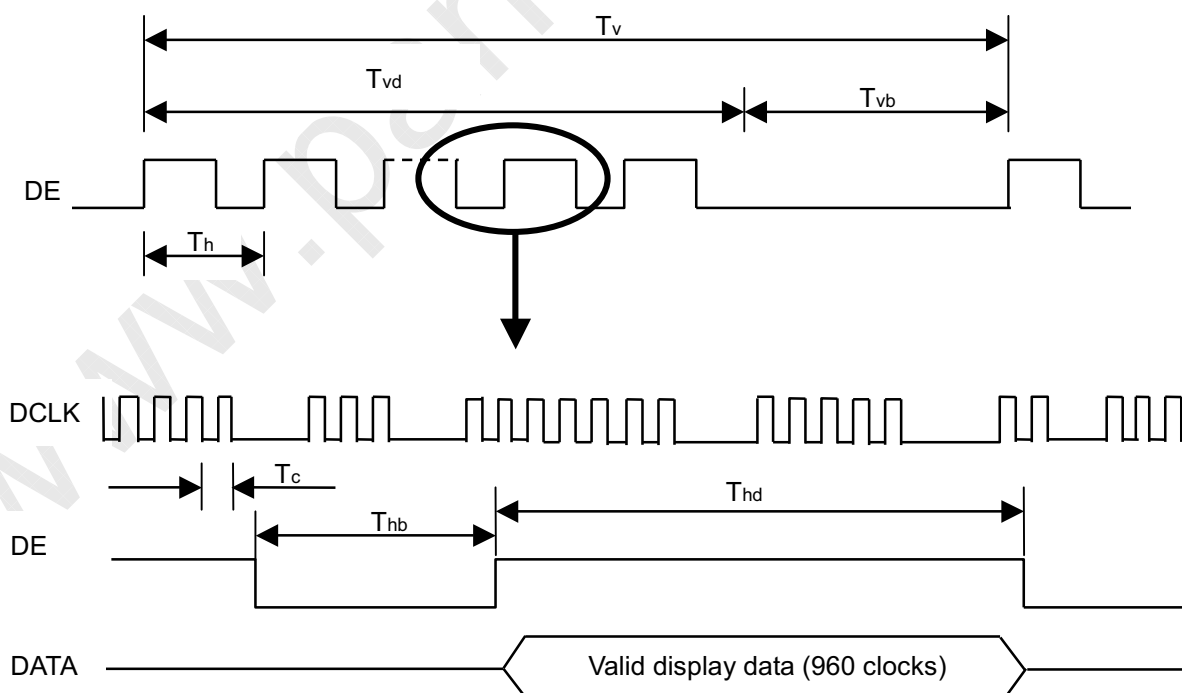 Tv
Tvd
Tvb
DE
Th
DCLK
Tc
Thd
Thb
DE
DATA
Valid display data (960 clocks)